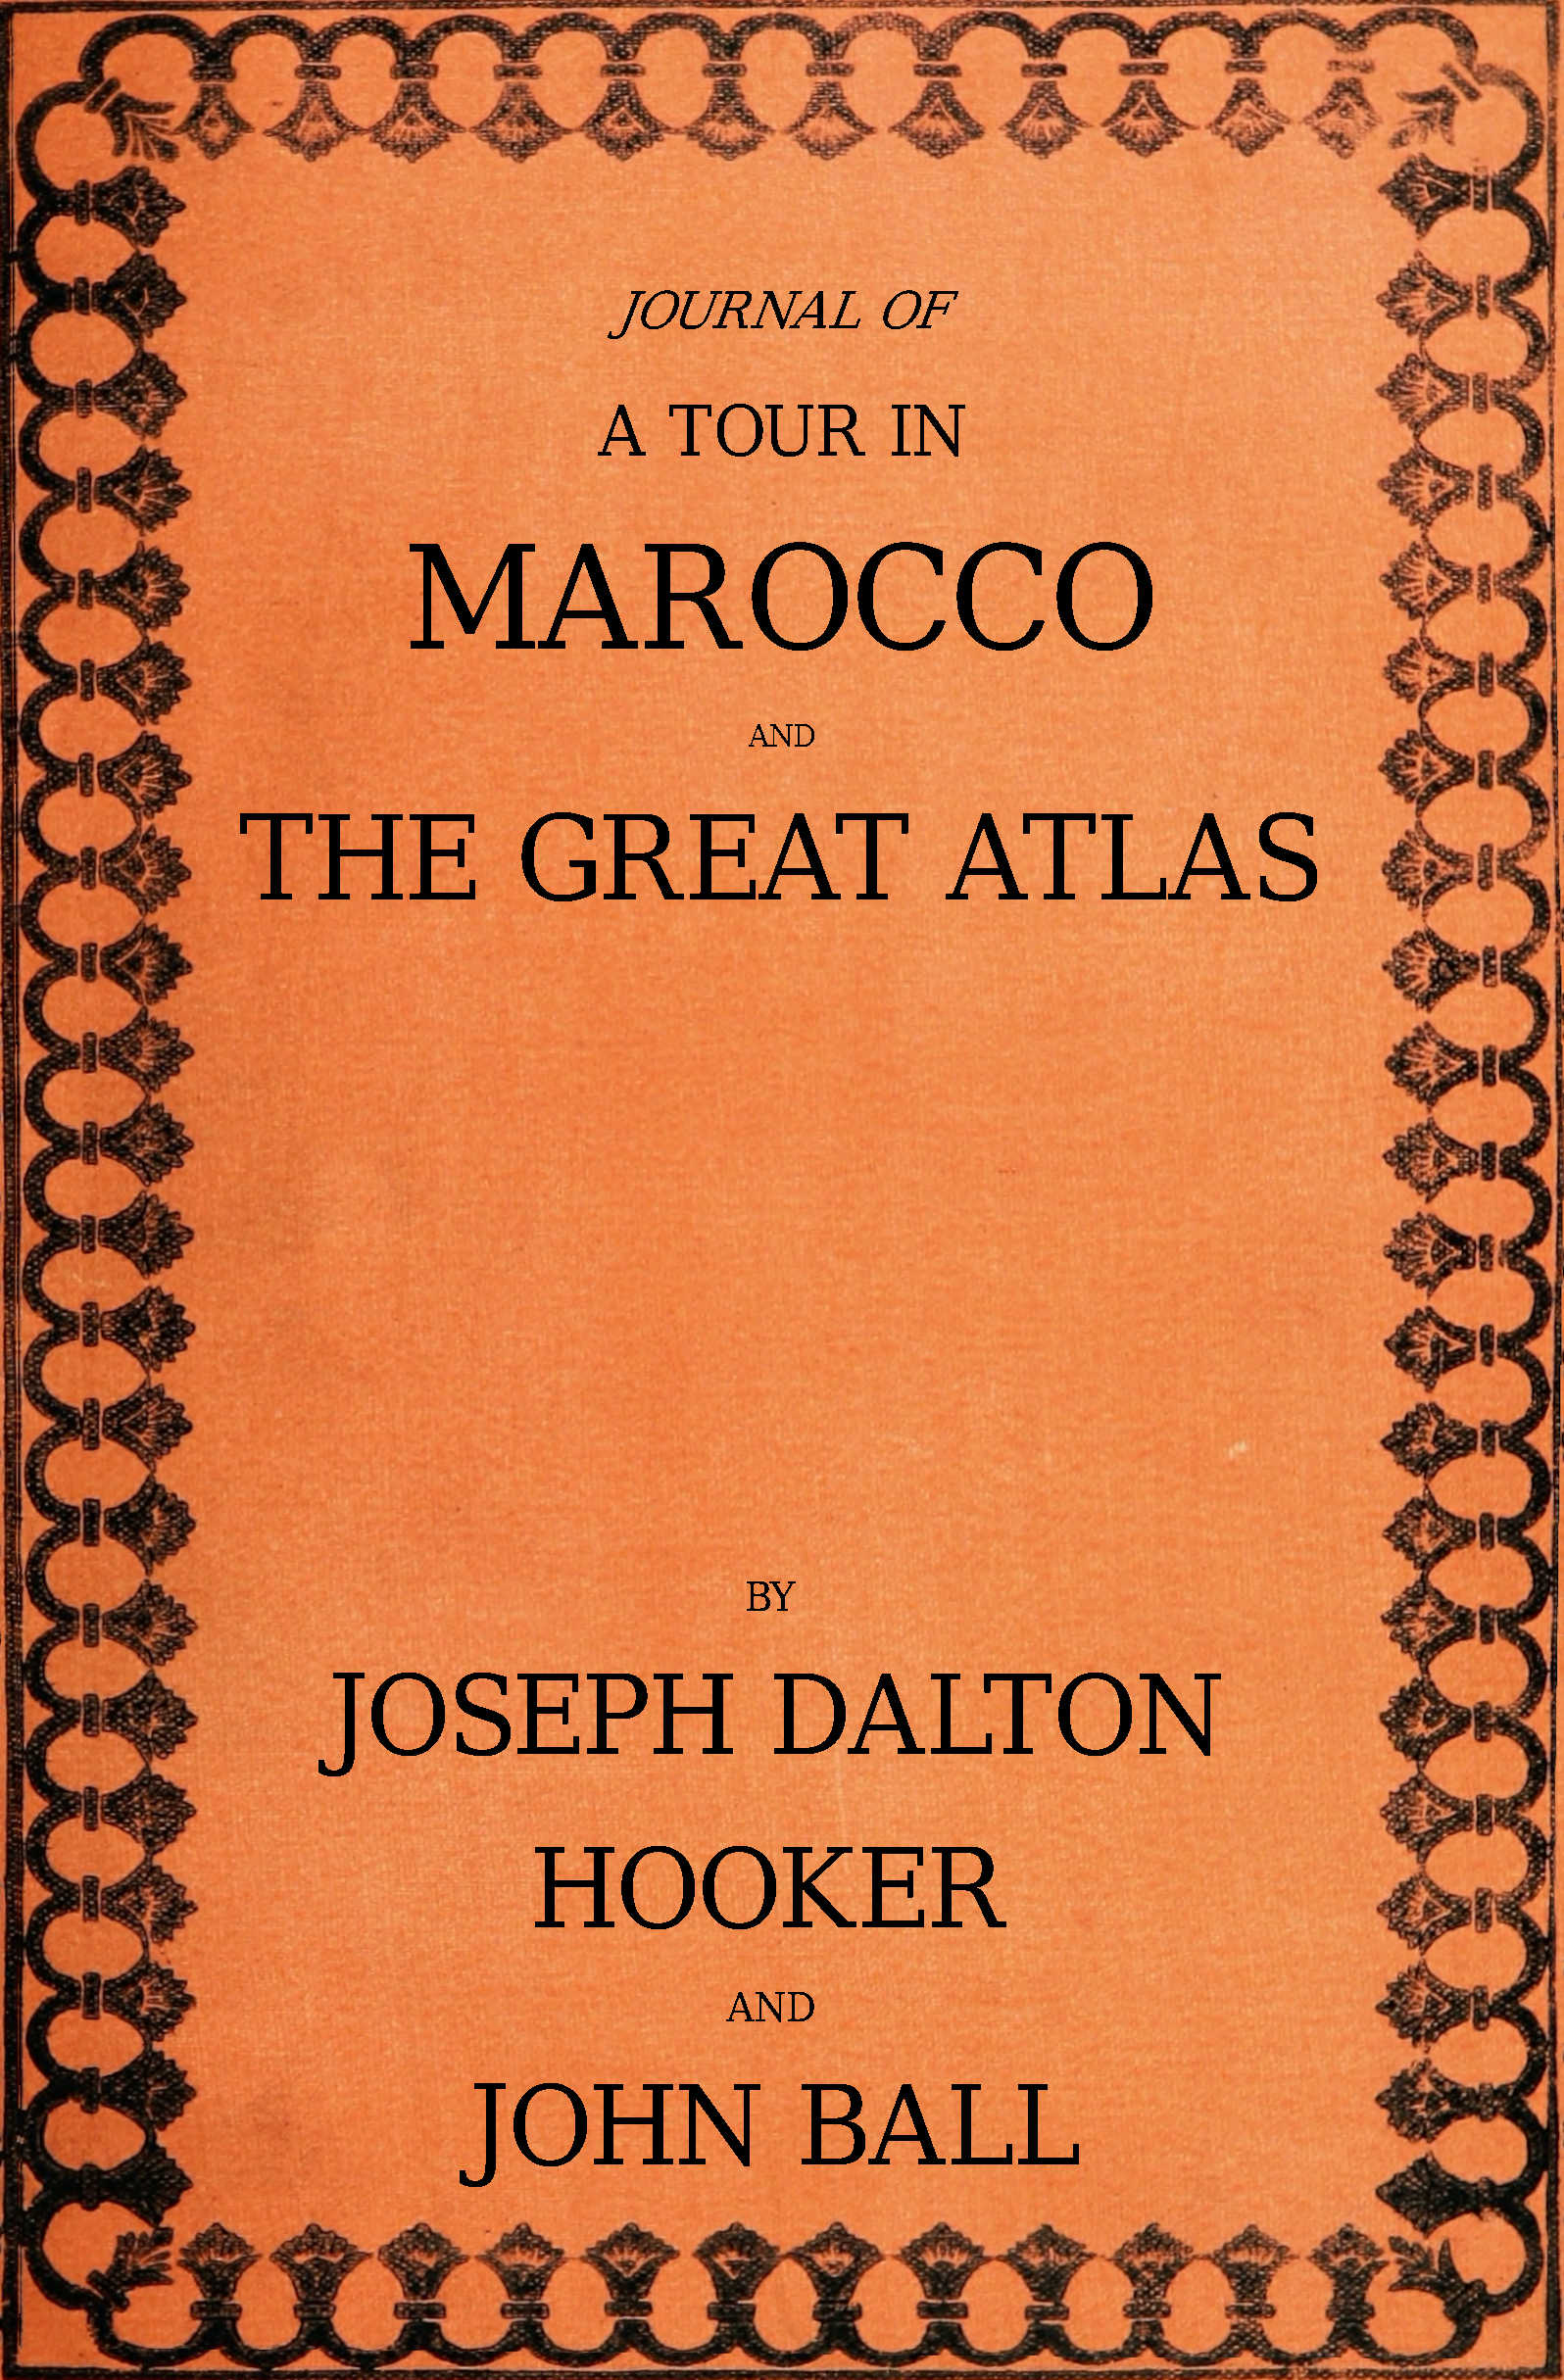 JOURNAL OF
A TOUR IN
MAROCCO
AND
THE GREAT ATLAS
BY
JOSEPH DALTON
HOOKER
AND
JOHN BALL